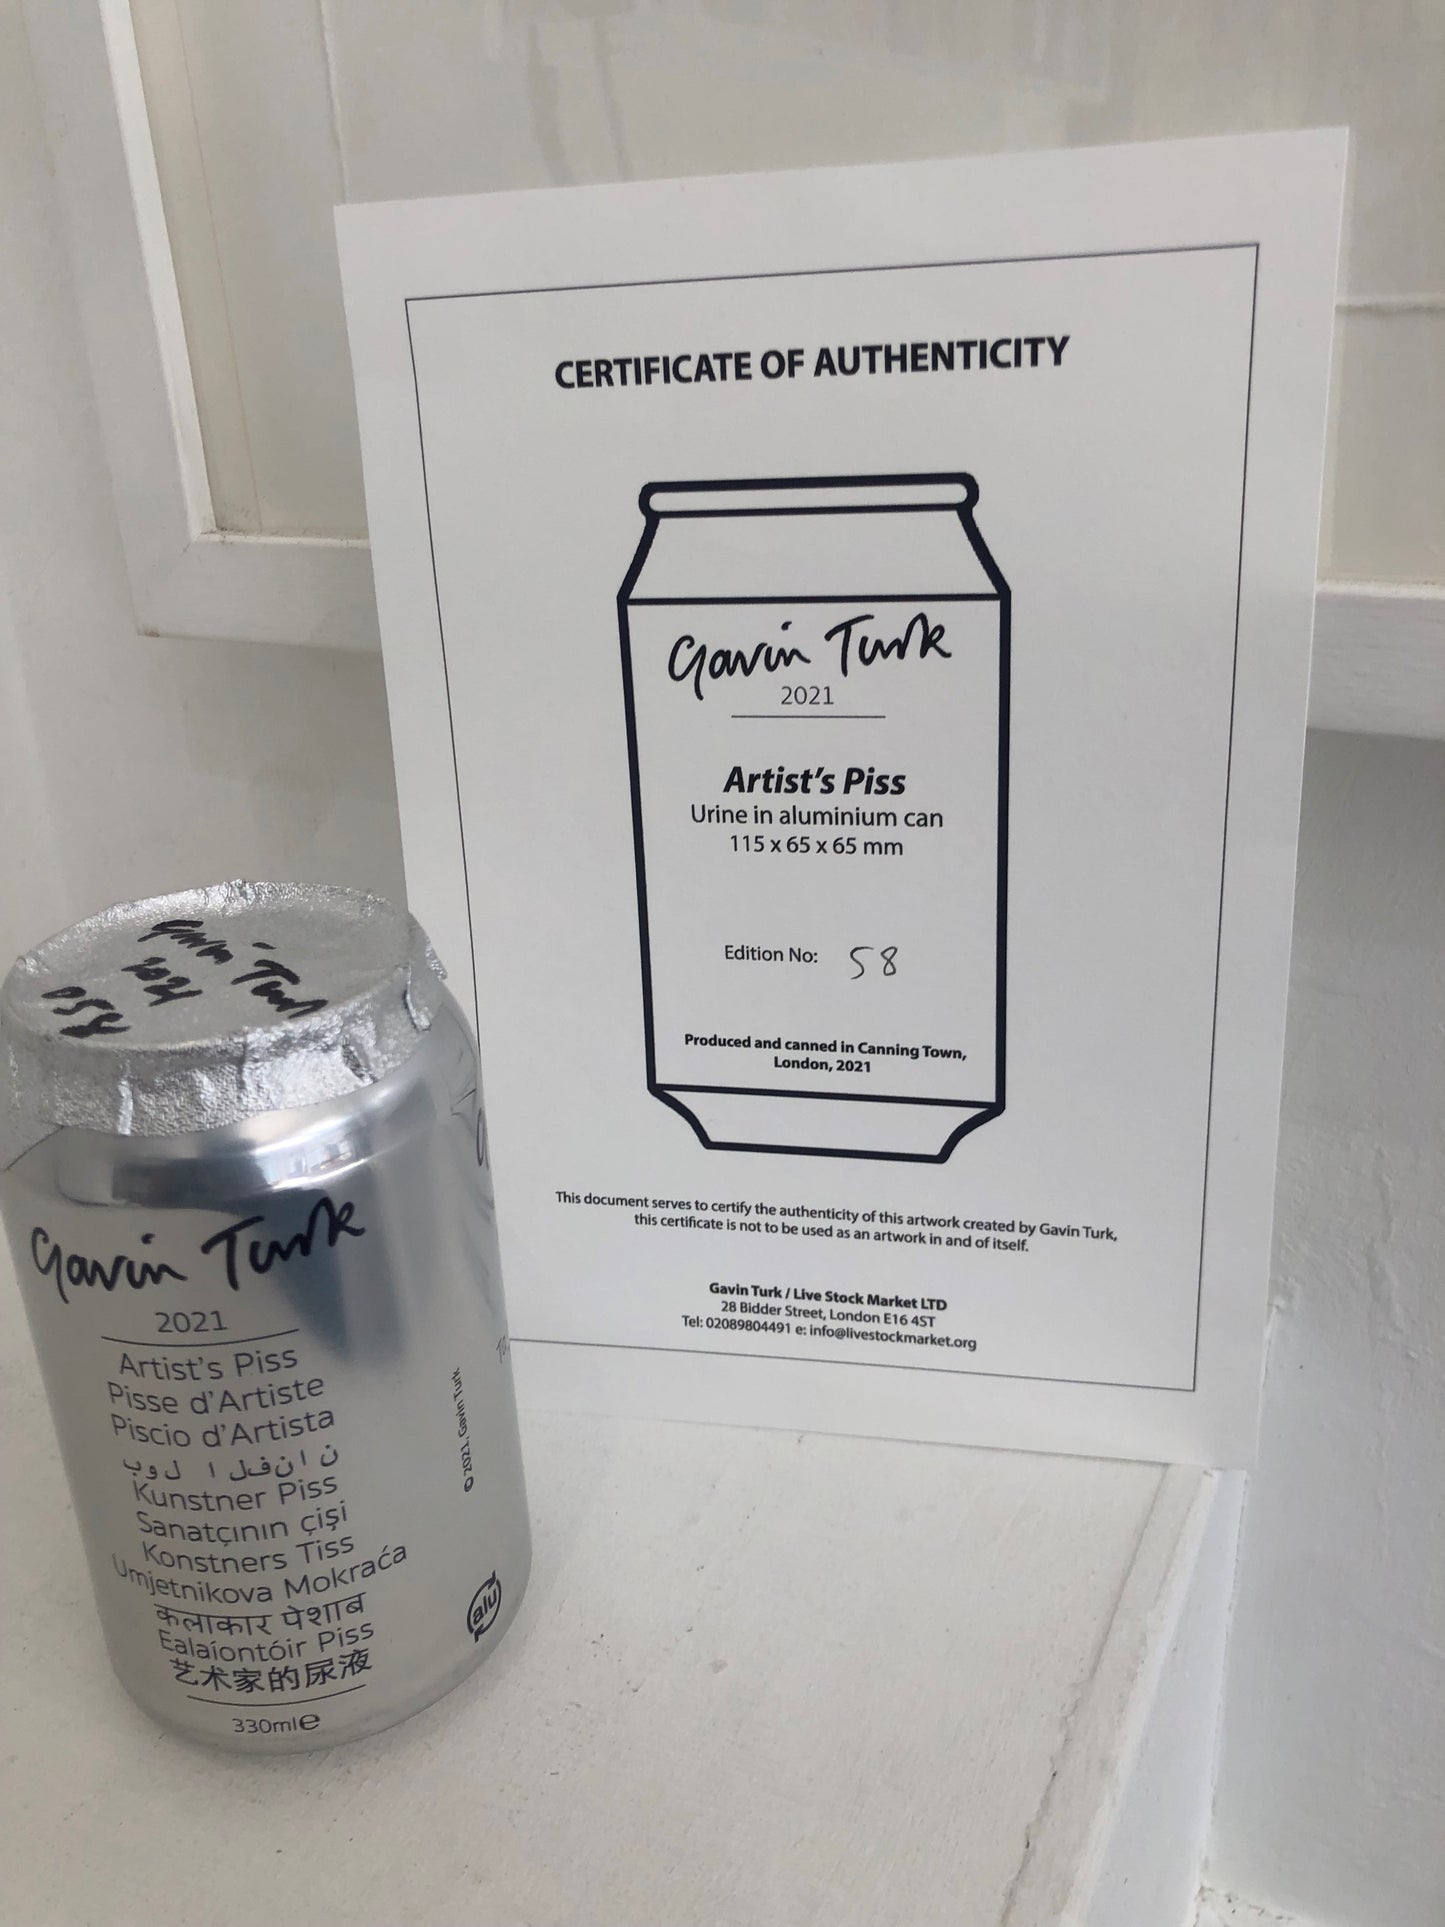 CERTIFICATE OF AUTHENTICITY
Gavin Turk
2021
Artist's Piss
Urine in aluminium can
115 x 65 x 65 mm
Edition No: 58
Produced and canned in Canning Town,
London, 2021
This document serves to certify the authenticity of this artwork created by Gavin Turk,
this certificate is not to be used as an artwork in and of itself.
Gavin Turk / Live Stock Market LTD
28 Bidder Street, London E16 4ST
Tel: 02089804491 e: info@livestockmarket.org
Gavin Turk
2021
058
Gavin Turk
2021
Artist's Piss
Pisse d'Artiste
Piscio d'Artista
ن ا ن ف ل ا ل و ب
Kunstner Piss
Sanatçının çişi
Konstners Tiss
Umjetnikova Mokraća
कलाकार पेशाब
Ealaíontóir Piss
艺术家的尿液
330ml℮
© 2021. Gavin Turk
alu